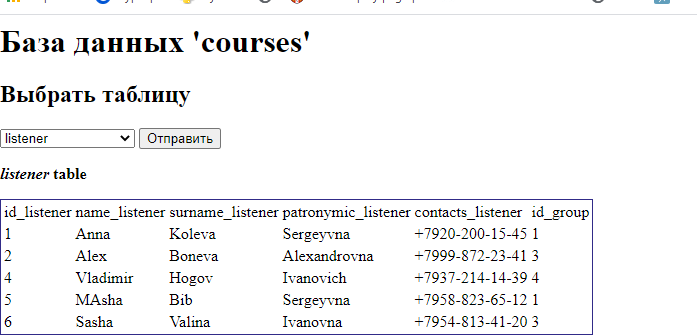 База данных 'courses'
Выбрать таблицу
listener Отправить
listener table
id_listener name_listener surname_listener patronymic_listener contacts_listener id_group
1 Anna Koleva Sergeyvna +7920-200-15-45 1
2 Alex Boneva Alexandrovna +7999-872-23-41 3
4 Vladimir Hogov Ivanovich +7937-214-14-39 4
5 MAsha Bib Sergeyvna +7958-823-65-12 1
6 Sasha Valina Ivanovna +7954-813-41-20 3